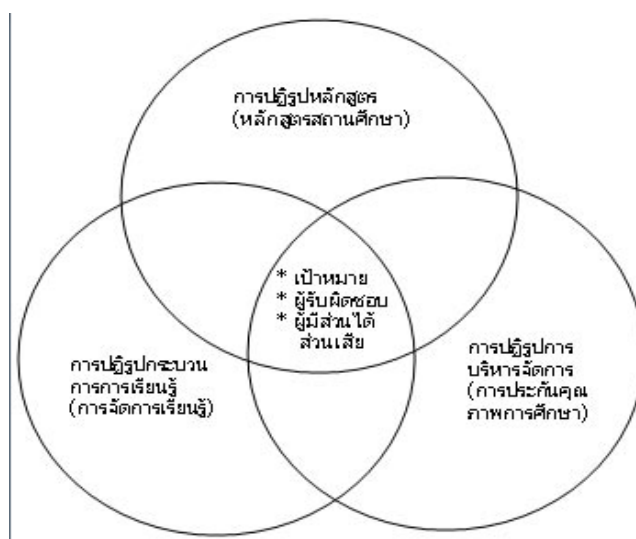 การปฏิรูปหลักสูตร
(หลักสูตรสถานศึกษา)
* เป้าหมาย
* ผู้รับผิดชอบ
* ผู้มีส่วนได้
ส่วนเสีย
การปฏิรูปกระบวน
การการเรียนรู้
(การจัดการเรียนรู้)
การปฏิรูปการ
บริหารจัดการ
(การประกันคุณ
ภาพการศึกษา)